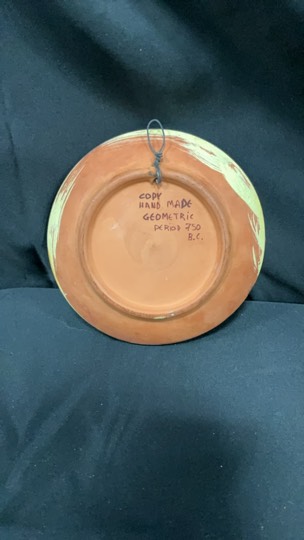 COPY
HAND MADE
GEOMETRIC
PERIOD 750
B.C.